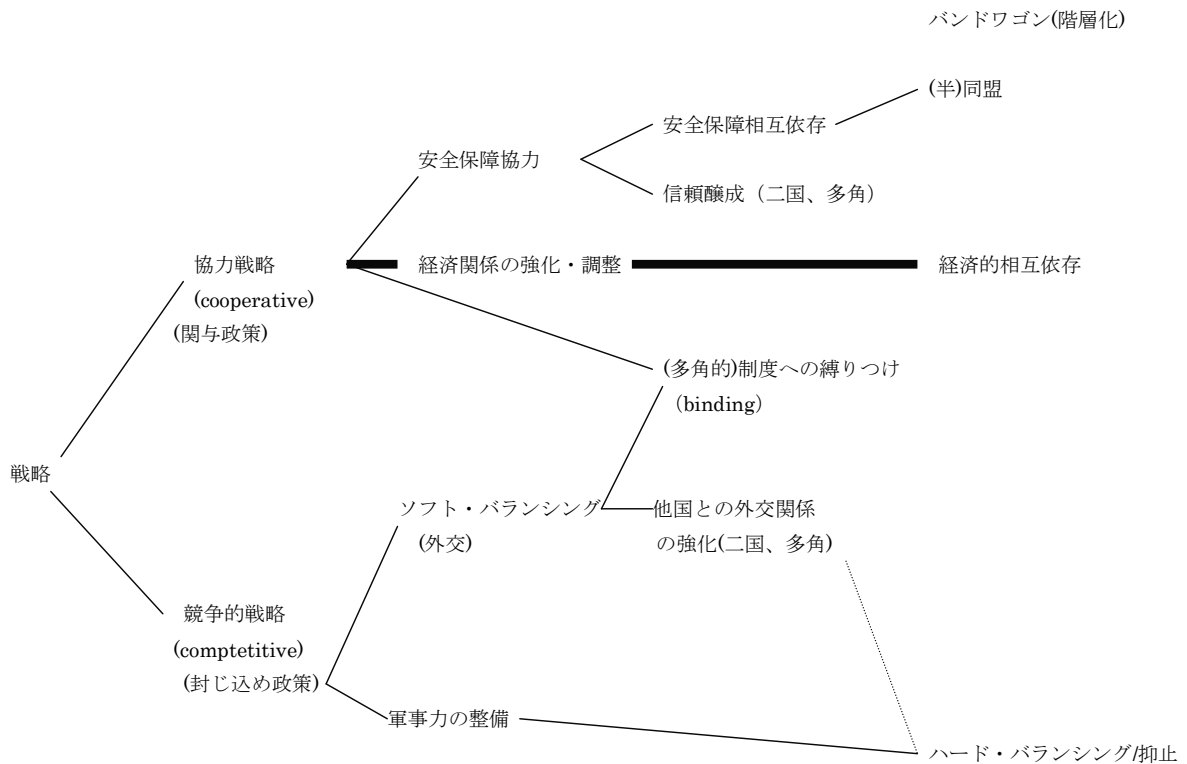 バンドワゴン(階層化)
(半)同盟
安全保障相互依存
安全保障協力
信頼醸成（二国、多角）
協力戦略
経済関係の強化・調整
経済的相互依存
(cooperative)
(関与政策)
(多角的)制度への縛りつけ
（binding）
戦略
ソフト・バランシング
他国との外交関係
(外交)
の強化(二国、多角)
競争的戦略
(comptetitive)
(封じ込め政策)
軍事力の整備
ハード・バランシング/抑止